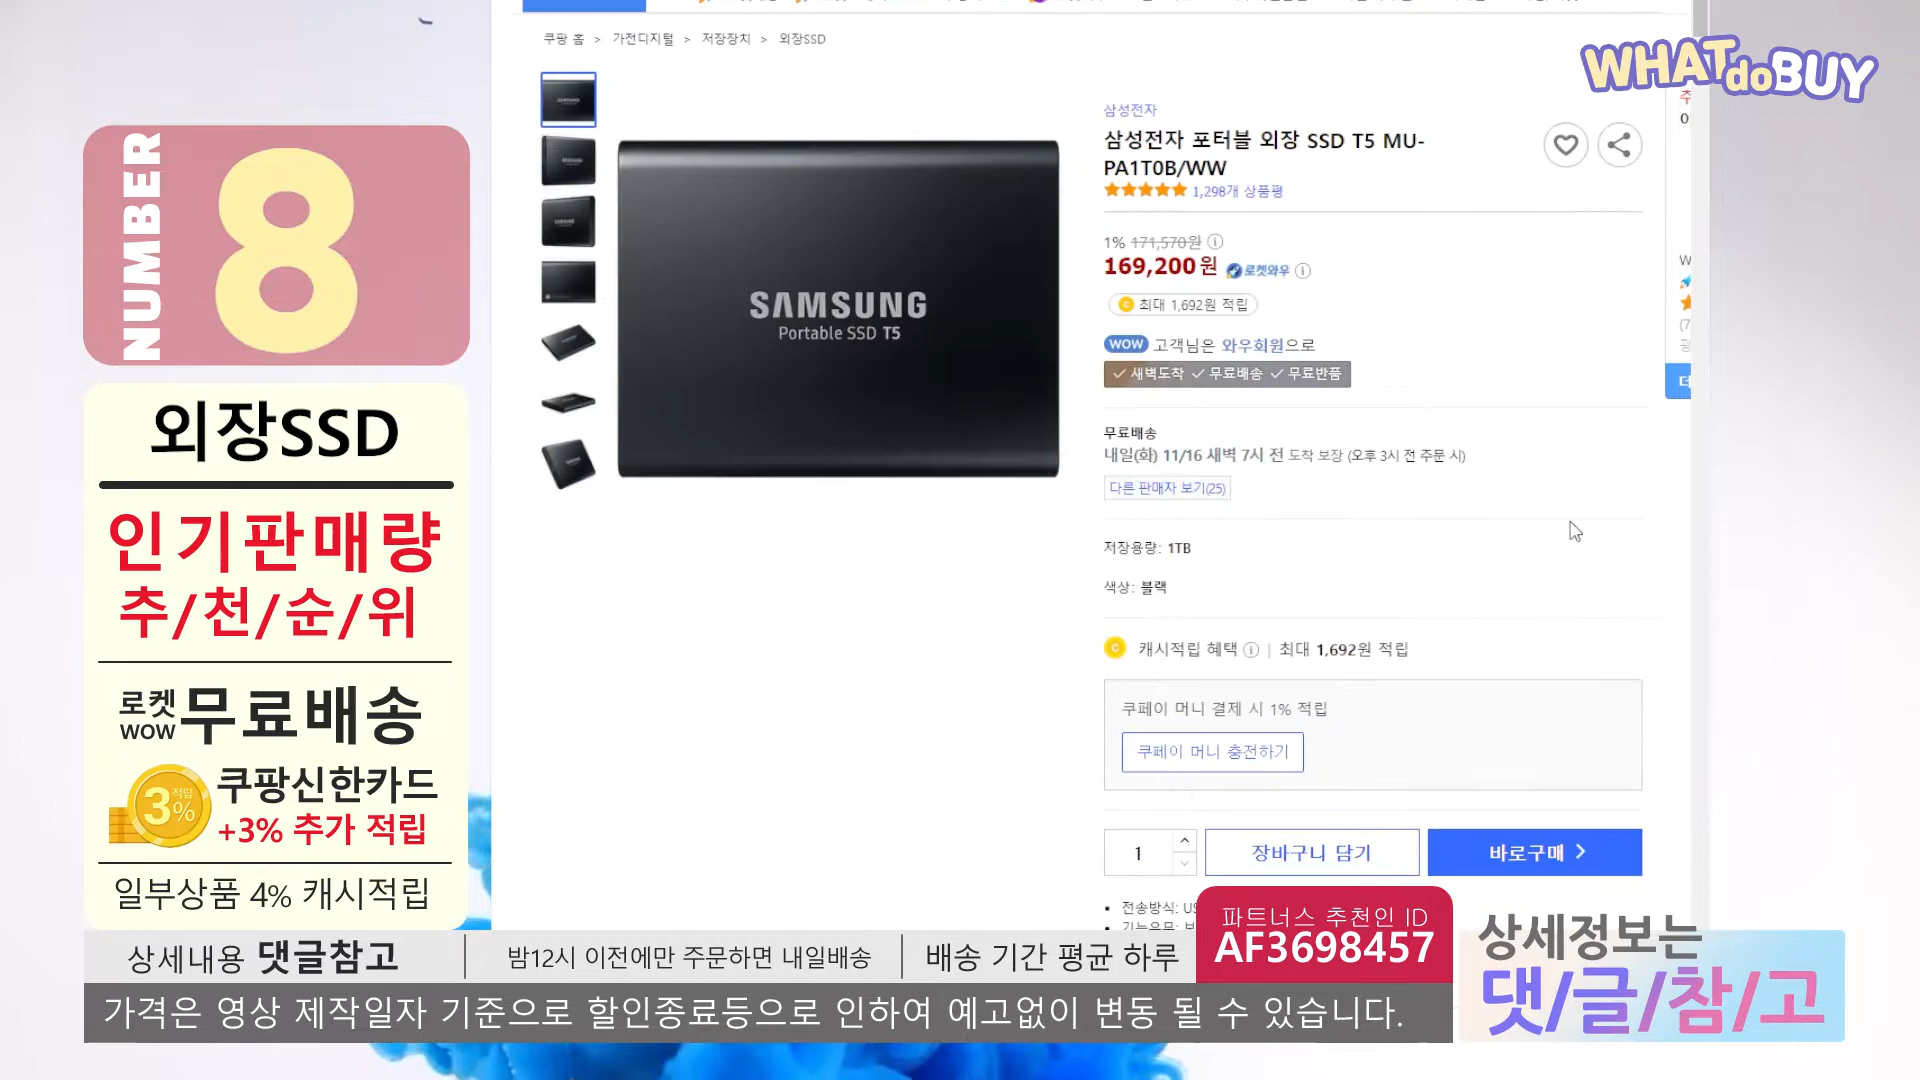 WHATdoBUY
NUMBER
8
외장SSD
인기판매량
추/천/순/위
로켓
WOW
무료배송
적립
3%
쿠팡신한카드
+3% 추가 적립
일부상품 4% 캐시적립
쿠팡 홈 > 가전디지털 > 저장장치 > 외장SSD
SAMSUNG
Portable SSD T5
삼성전자
삼성전자 포터블 외장 SSD T5 MU-
PA1T0B/WW
1,298개 상품평
1% 171,570원
169,200원 로켓와우
최대 1,692원 적립
WOW 고객님은 와우회원으로
새벽도착 무료배송 무료반품
무료배송
내일(화) 11/16 새벽 7시 전 도착 보장 (오후 3시 전 주문 시)
다른 판매자 보기(25)
저장용량: 1TB
색상: 블랙
캐시적립 혜택 | 최대 1,692원 적립
쿠페이 머니 결제 시 1% 적립
쿠페이 머니 충전하기
1
장바구니 담기
바로구매
전송방식:
파트너스 추천인 ID
AF3698457
상세내용 댓글참고
밤12시 이전에만 주문하면 내일배송
배송 기간 평균 하루
가격은 영상 제작일자 기준으로 할인종료등으로 인하여 예고없이 변동 될 수 있습니다.
상세정보는
댓/글/참/고